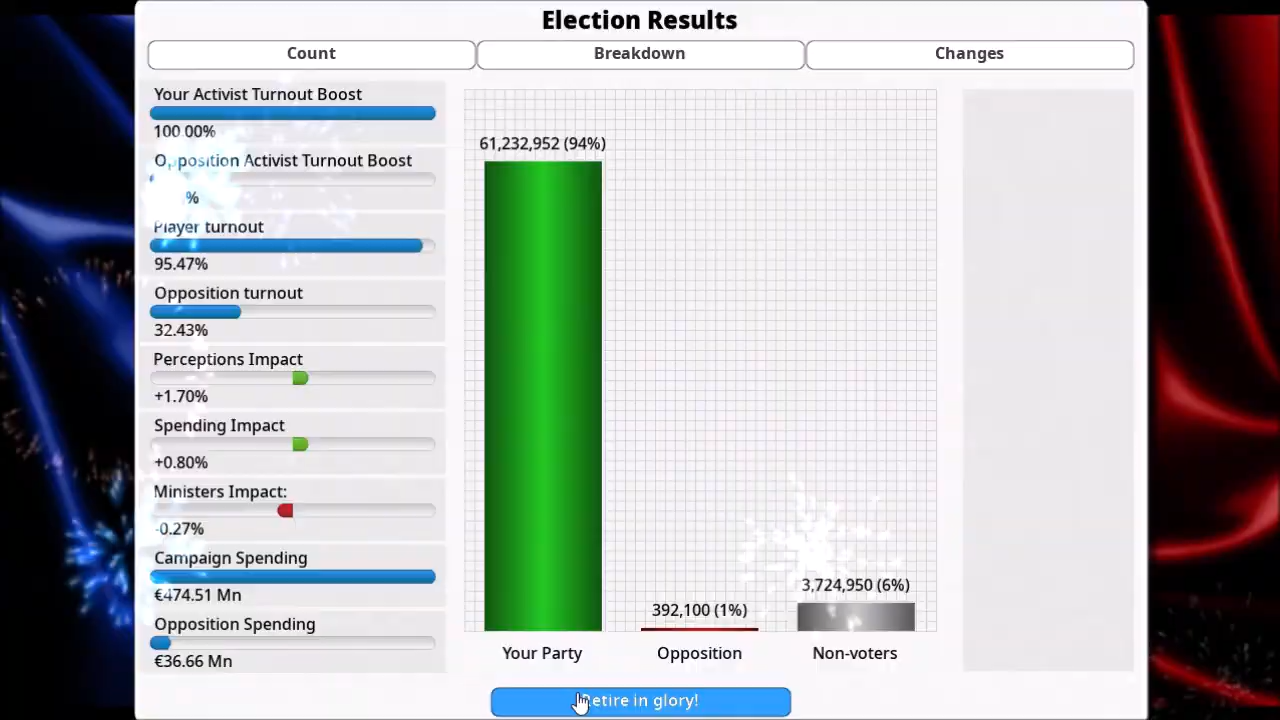 Election Results
Count
Breakdown
Changes
Your Activist Turnout Boost
100.00%
Opposition Activist Turnout Boost
%
Player turnout
95.47%
Opposition turnout
32.43%
Perceptions Impact
+1.70%
Spending Impact
+0.80%
Ministers Impact:
-0.27%
Campaign Spending
€474.51 Mn
Opposition Spending
€36.66 Mn
61,232,952 (94%)
392,100 (1%)
3,724,950 (6%)
Your Party
Opposition
Non-voters
Retire in glory!